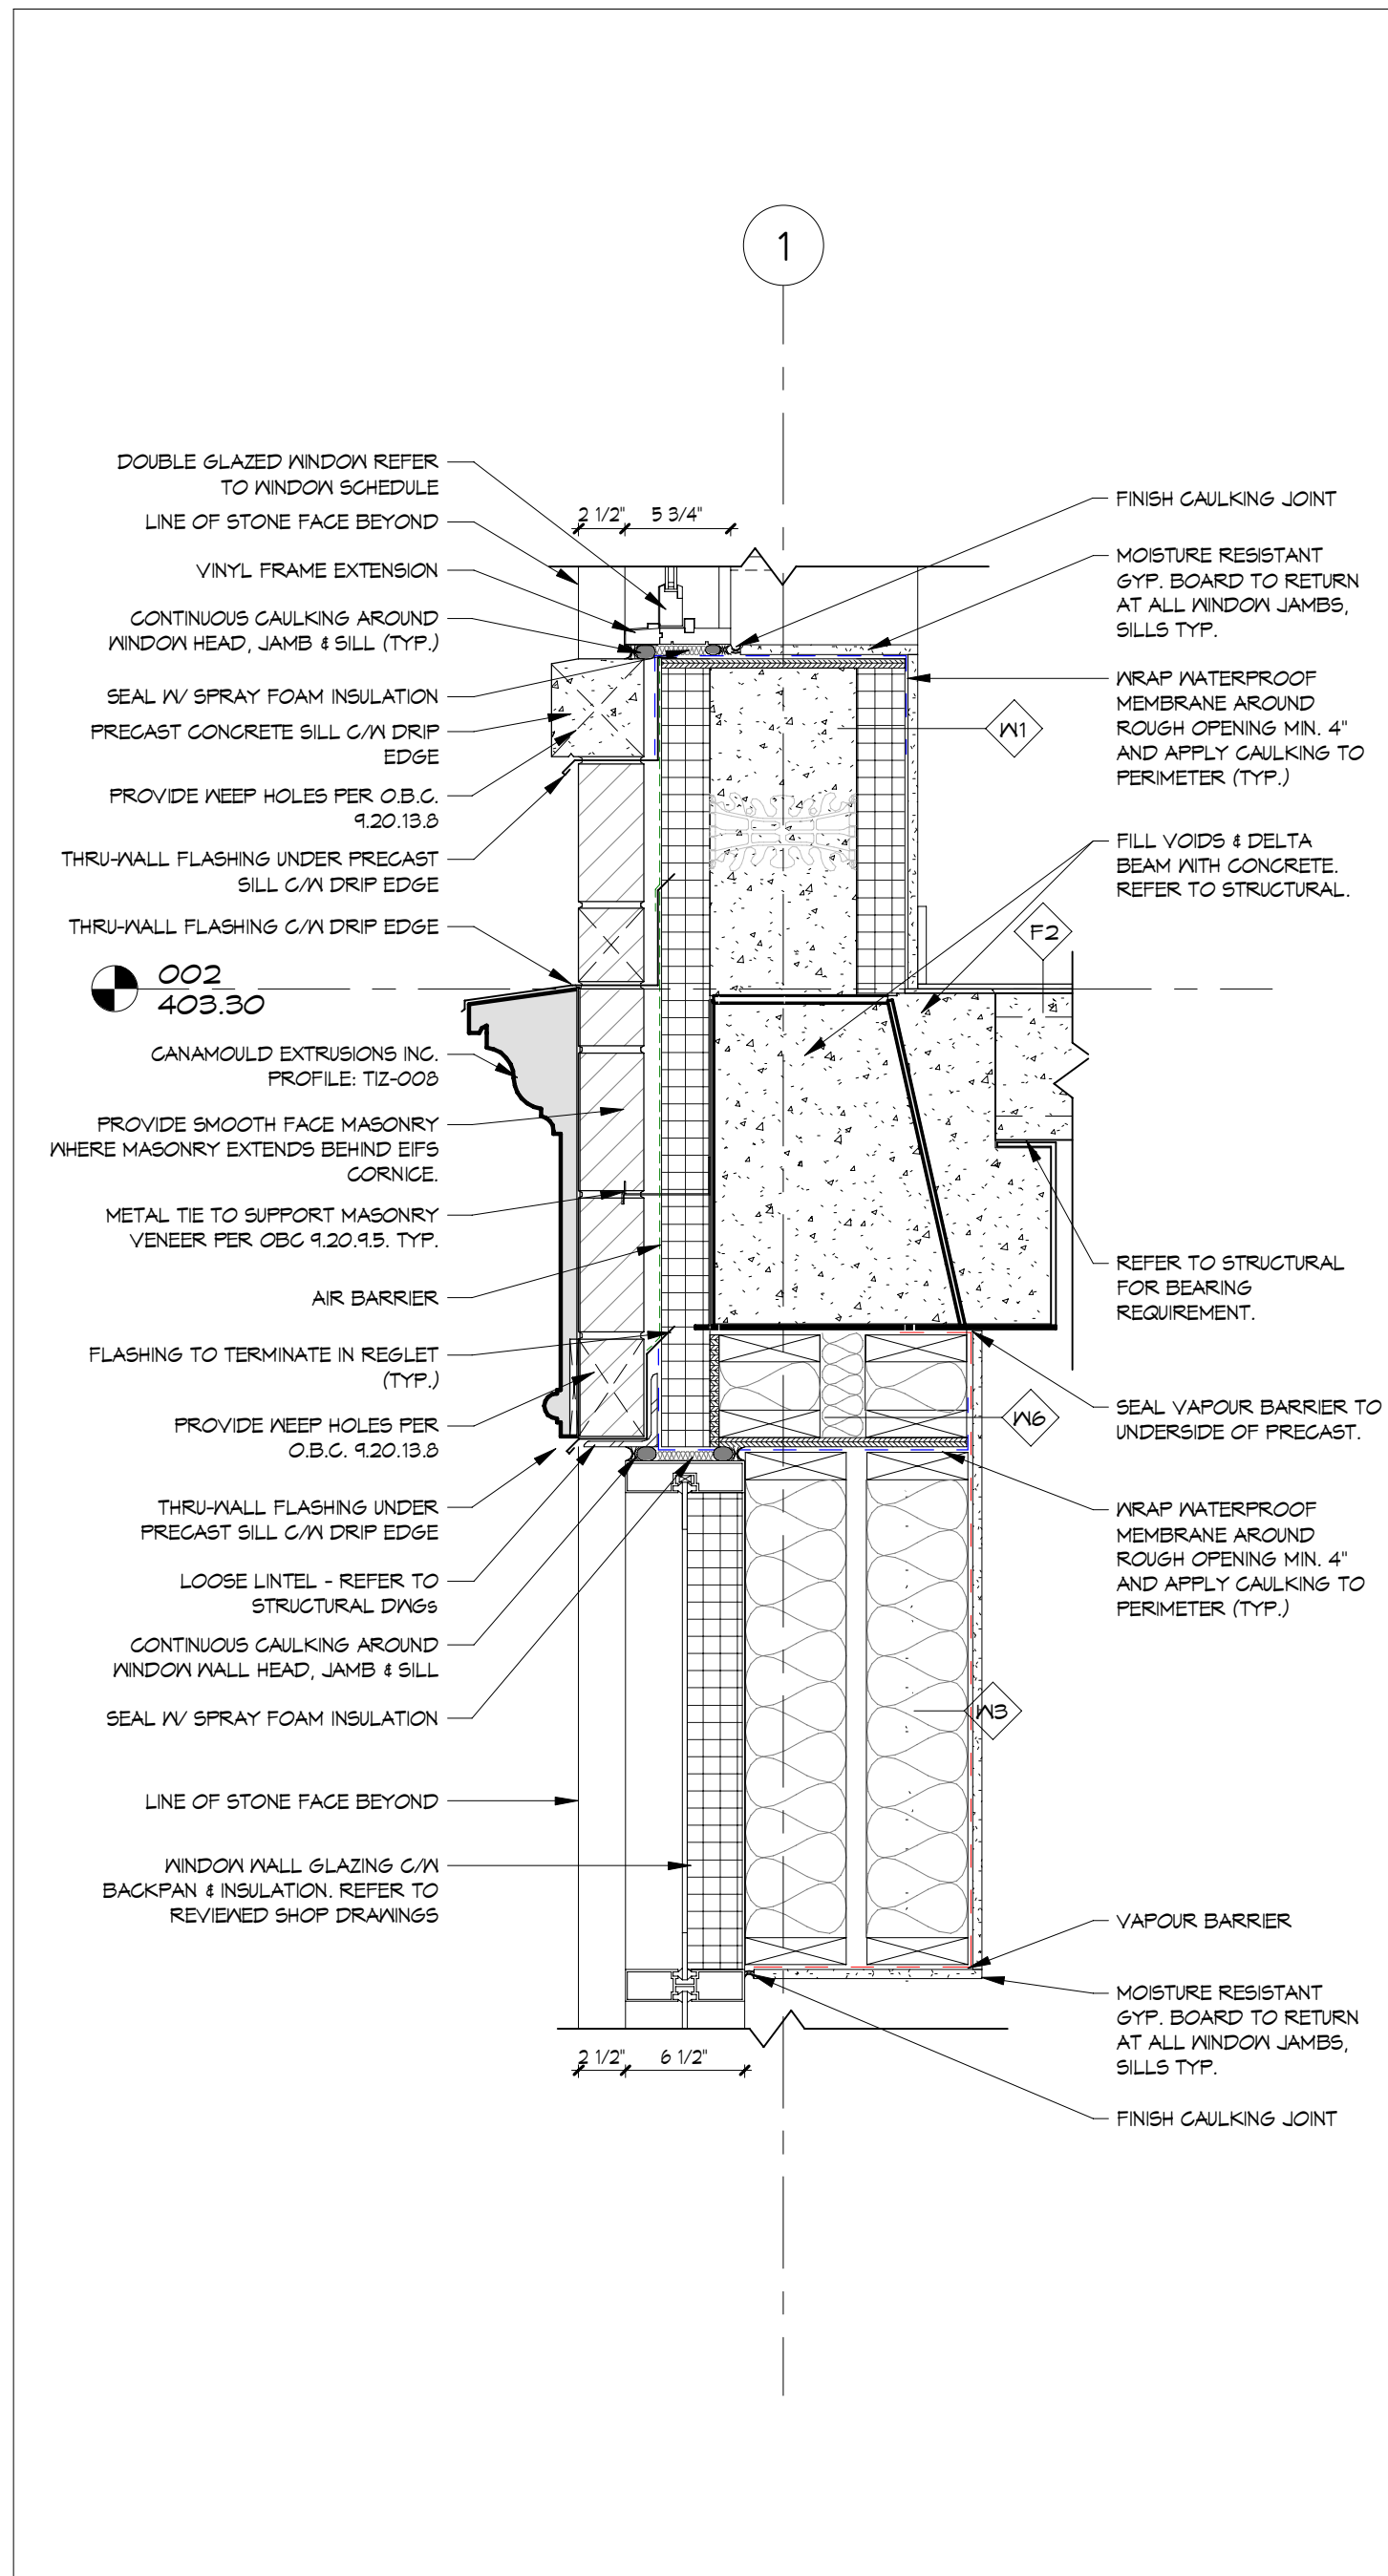 1
DOUBLE GLAZED WINDOW REFER
TO WINDOW SCHEDULE
LINE OF STONE FACE BEYOND
VINYL FRAME EXTENSION
CONTINUOUS CAULKING AROUND
WINDOW HEAD, JAMB & SILL (TYP.)
SEAL W/ SPRAY FOAM INSULATION
PRECAST CONCRETE SILL C/W DRIP
EDGE
PROVIDE WEEP HOLES PER O.B.C.
9.20.13.8
THRU-WALL FLASHING UNDER PRECAST
SILL C/W DRIP EDGE
THRU-WALL FLASHING C/W DRIP EDGE
002
403.30
CANAMOULD EXTRUSIONS INC.
PROFILE: TIZ-008
PROVIDE SMOOTH FACE MASONRY
WHERE MASONRY EXTENDS BEHIND EIFS
CORNICE.
METAL TIE TO SUPPORT MASONRY
VENEER PER OBC 9.20.9.5. TYP.
AIR BARRIER
FLASHING TO TERMINATE IN REGLET
(TYP.)
PROVIDE WEEP HOLES PER
O.B.C. 9.20.13.8
THRU-WALL FLASHING UNDER
PRECAST SILL C/W DRIP EDGE
LOOSE LINTEL - REFER TO
STRUCTURAL DWGS
CONTINUOUS CAULKING AROUND
WINDOW WALL HEAD, JAMB & SILL
SEAL W/ SPRAY FOAM INSULATION
LINE OF STONE FACE BEYOND
WINDOW WALL GLAZING C/W
BACKPAN & INSULATION. REFER TO
REVIEWED SHOP DRAWINGS
2 1/2" 5 3/4"
2 1/2" 6 1/2"
FINISH CAULKING JOINT
MOISTURE RESISTANT
GYP. BOARD TO RETURN
AT ALL WINDOW JAMBS,
SILLS TYP.
WRAP WATERPROOF
MEMBRANE AROUND
ROUGH OPENING MIN. 4"
AND APPLY CAULKING TO
PERIMETER (TYP.)
W1
FILL VOIDS & DELTA
BEAM WITH CONCRETE.
REFER TO STRUCTURAL.
F2
REFER TO STRUCTURAL
FOR BEARING
REQUIREMENT.
SEAL VAPOUR BARRIER TO
UNDERSIDE OF PRECAST.
W6
WRAP WATERPROOF
MEMBRANE AROUND
ROUGH OPENING MIN. 4"
AND APPLY CAULKING TO
PERIMETER (TYP.)
W3
VAPOUR BARRIER
MOISTURE RESISTANT
GYP. BOARD TO RETURN
AT ALL WINDOW JAMBS,
SILLS TYP.
FINISH CAULKING JOINT